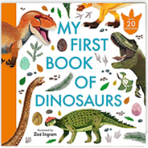 MY
FIRST
BOOK
OF
DINOSAURS
20
Illustrated by
Zoë Ingram